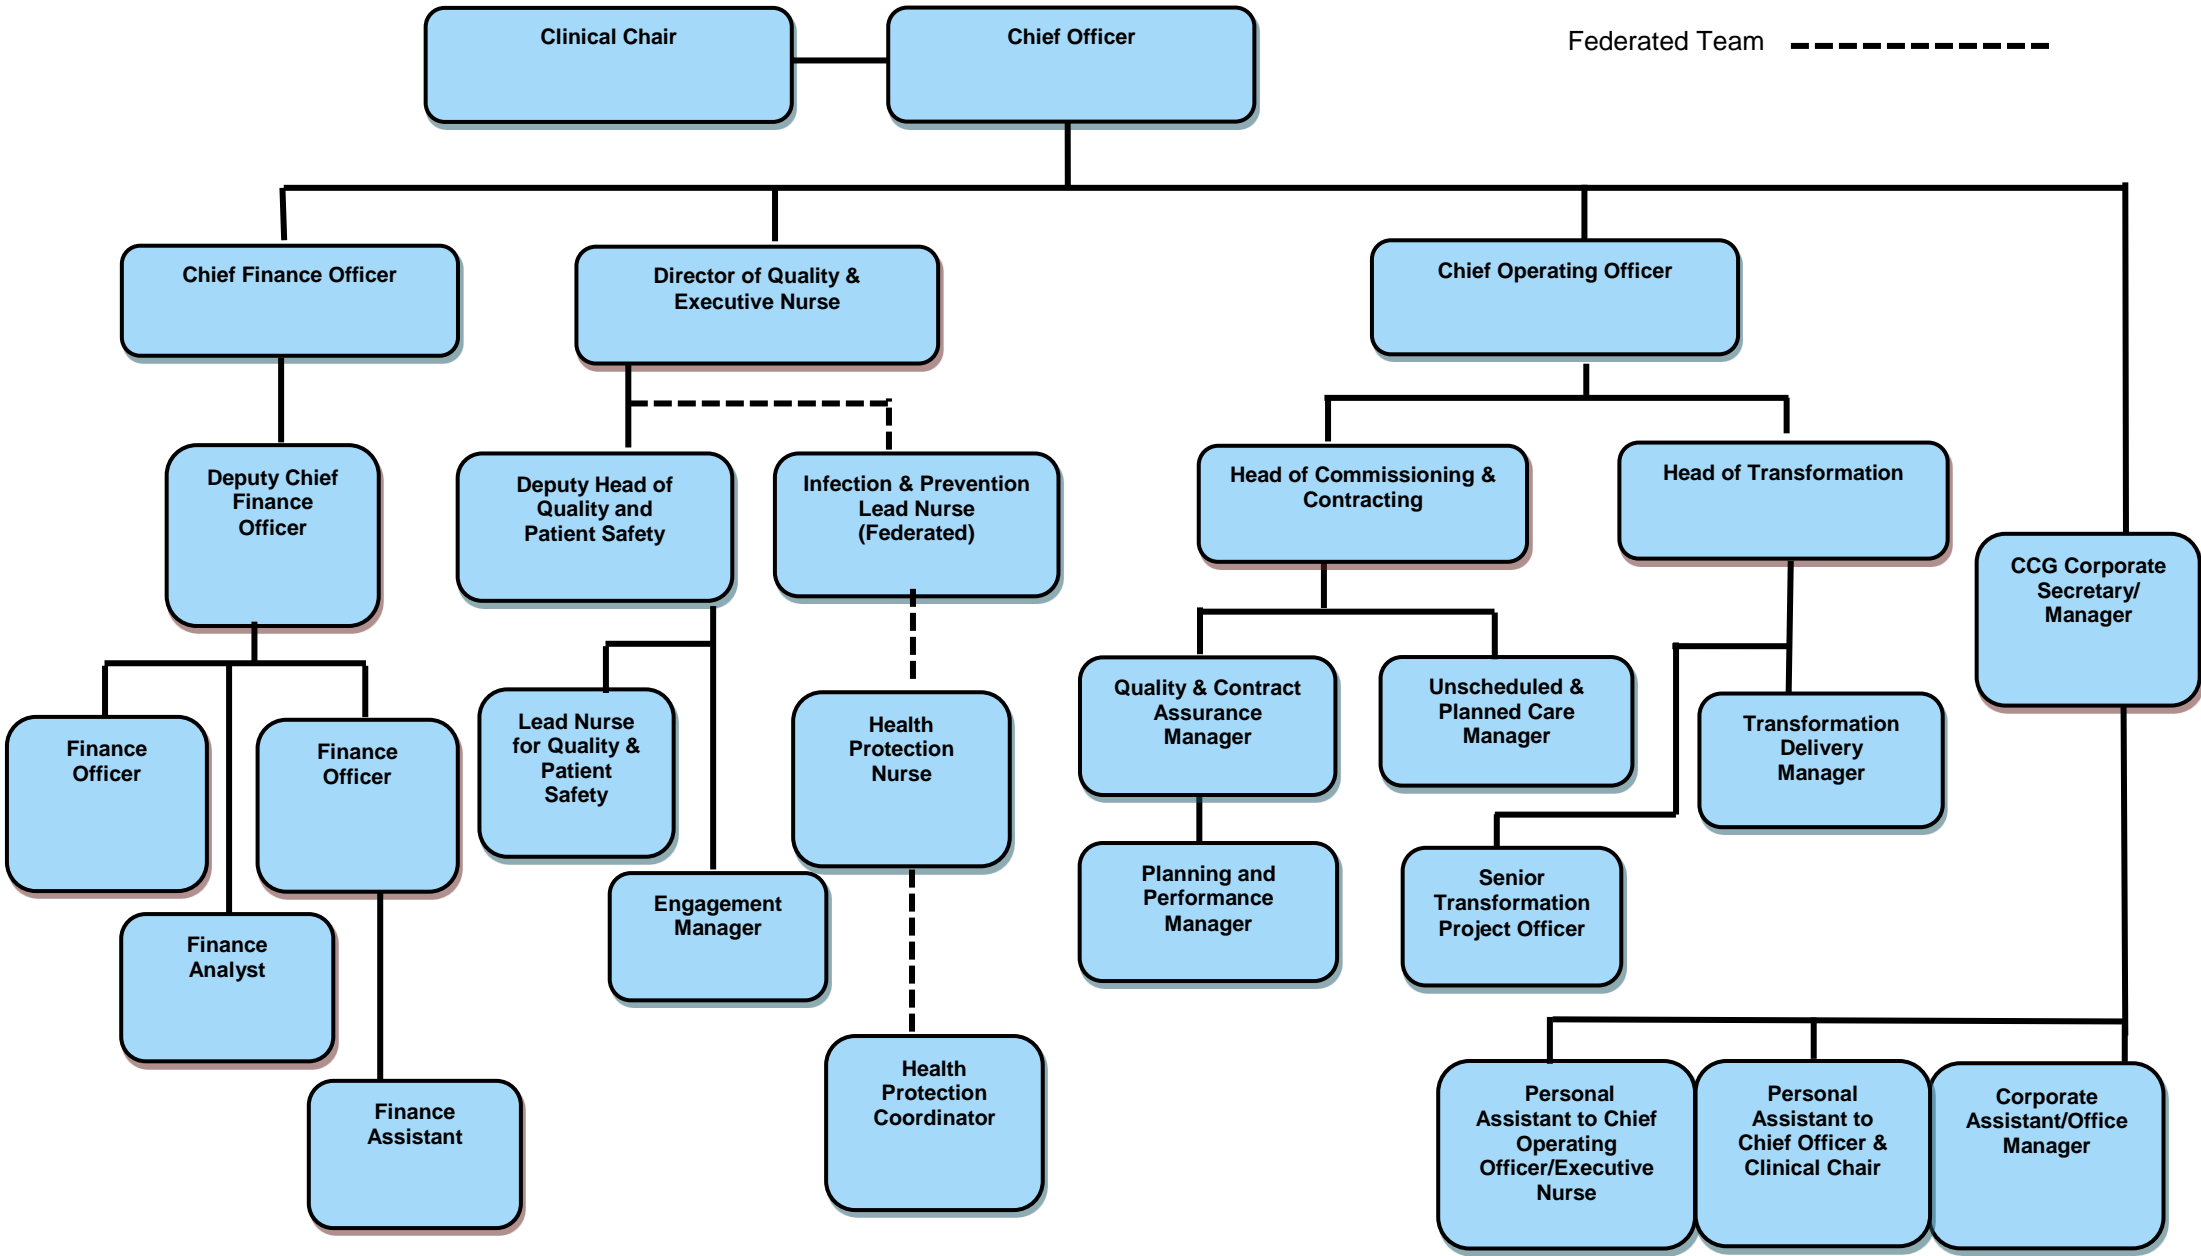 Clinical Chair
Chief Officer
Federated Team
Chief Finance Officer
Director of Quality &
Executive Nurse
Chief Operating Officer
Deputy Chief
Finance
Officer
Deputy Head of
Quality and
Patient Safety
Infection & Prevention
Lead Nurse
(Federated)
Head of Commissioning &
Contracting
Head of Transformation
CCG Corporate
Secretary/
Manager
Finance
Officer
Finance
Officer
Lead Nurse
for Quality &
Patient
Safety
Health
Protection
Nurse
Quality & Contract
Assurance
Manager
Unscheduled &
Planned Care
Manager
Transformation
Delivery
Manager
Finance
Analyst
Engagement
Manager
Planning and
Performance
Manager
Senior
Transformation
Project Officer
Finance
Assistant
Health
Protection
Coordinator
Personal
Assistant to Chief
Operating
Officer/Executive
Nurse
Personal
Assistant to
Chief Officer &
Clinical Chair
Corporate
Assistant/Office
Manager